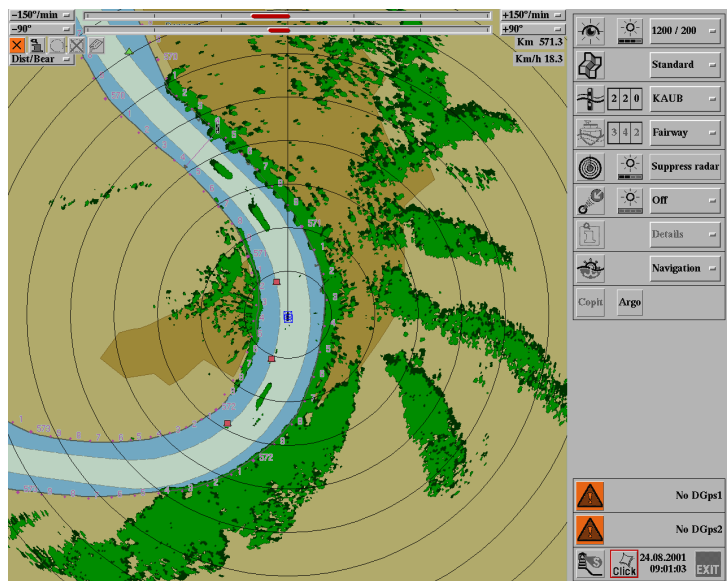 −150°/min
+150°/min
−90°
+90°
Km 571.3
Dist/Bear
Km/h 18.3
1200 / 200
Standard
2 2 0
KAUB
3 4 2
Fairway
Suppress radar
Off
Details
Navigation
Copit
Argo
571
572
573
No DGps1
No DGps2
Click
24.08.2001
09:01:03
EXIT